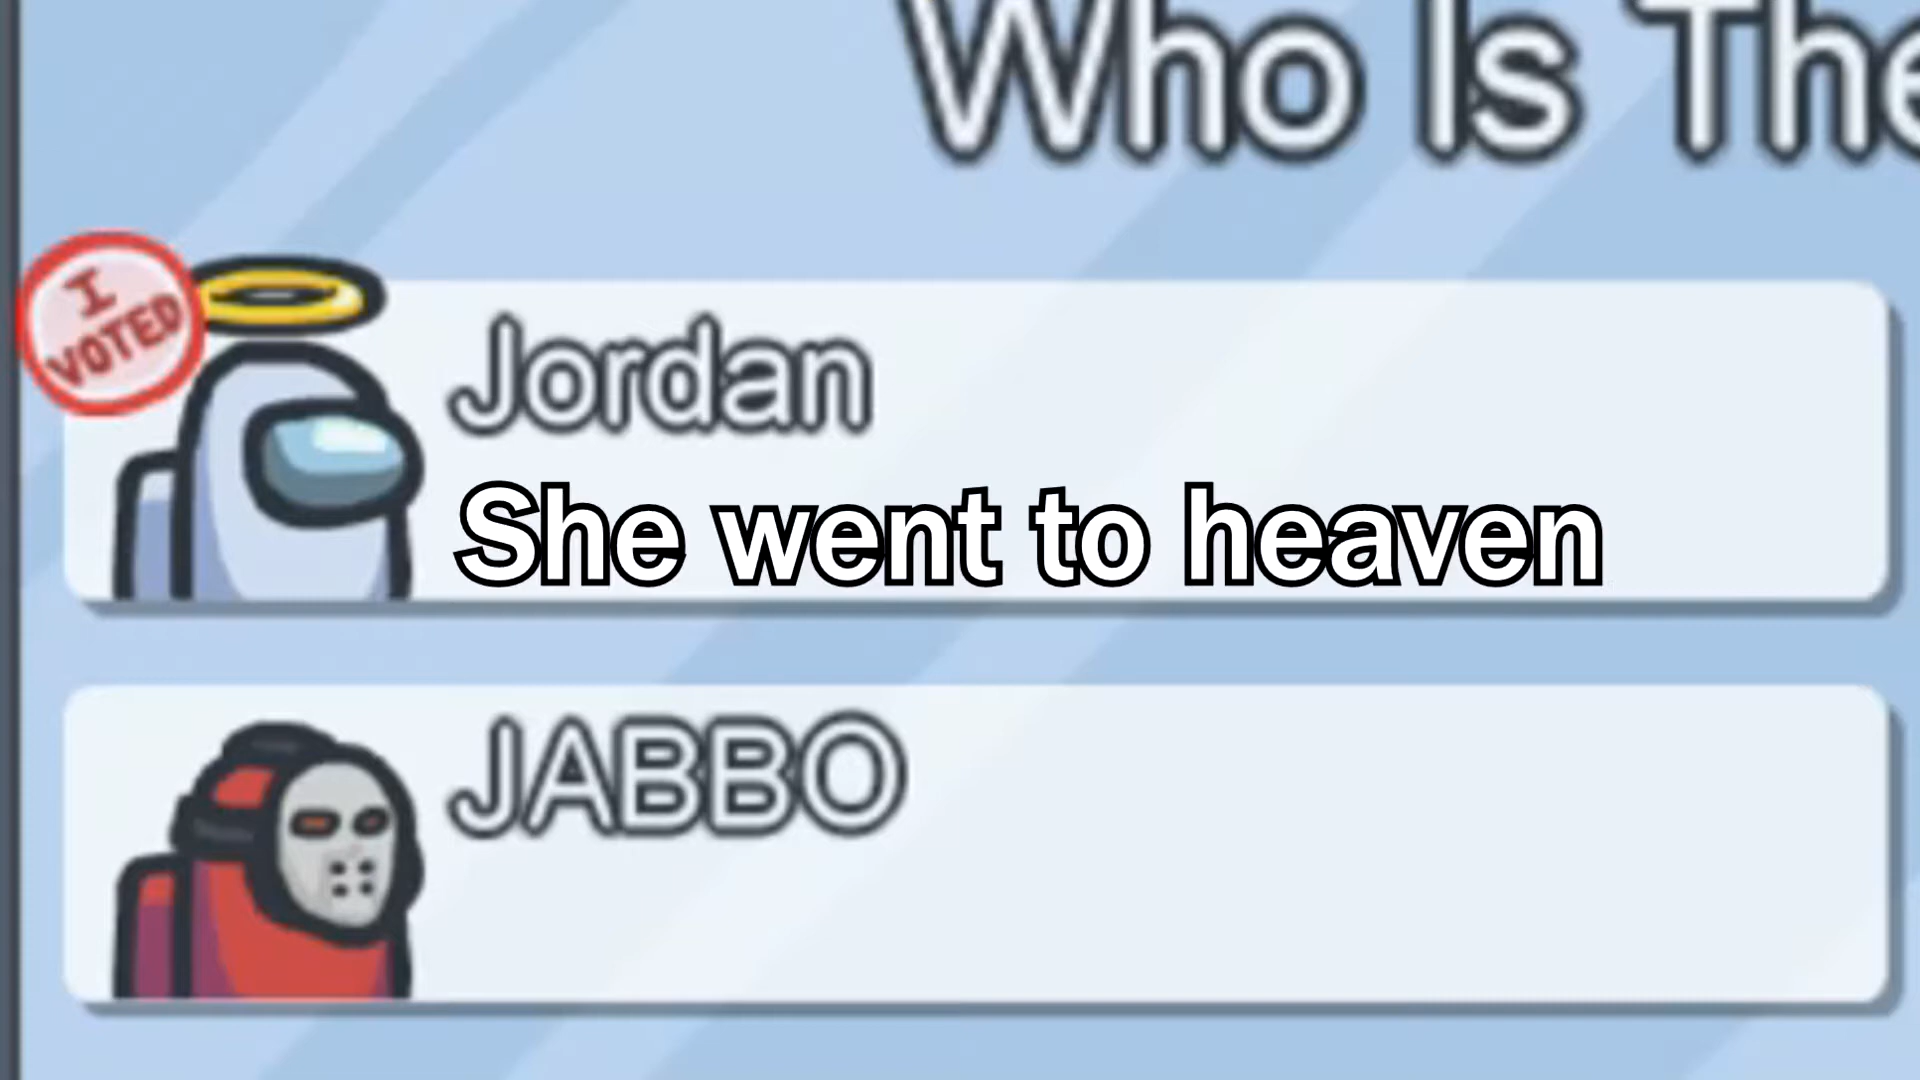 Who Is The
I
VOTED
Jordan
She went to heaven
JABBO